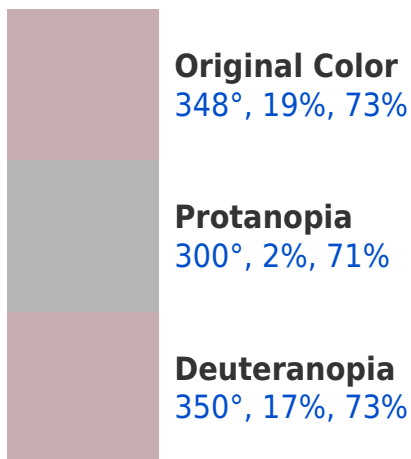 Original Color
348°, 19%, 73%
Protanopia
300°, 2%, 71%
Deuteranopia
350°, 17%, 73%